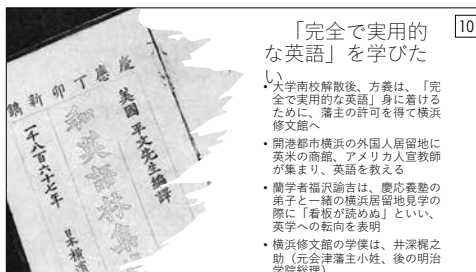 10
「完全で実用的
な英語」を学びた
い
• 大学南校解散後、方義は、「完
全で実用的な英語」身に着ける
ために、藩主の許可を得て横浜
修文館へ
• 開港都市横浜の外国人居留地に
英米の商館、アメリカ人宣教師
が集まり、英語を教える
• 蘭学者福沢諭吉は、慶応義塾の
弟子と一緒の横浜居留地見学の
際に「看板が読めぬ」といい、
英学への転向を表明
• 横浜修文館の学僕は、井深梶之
助（元会津藩主小姓、後の明治
学院総理）
慶應丁卯新鐫
美國平文先生編譯
和英語林集
一千八百六十七年
日本横濱